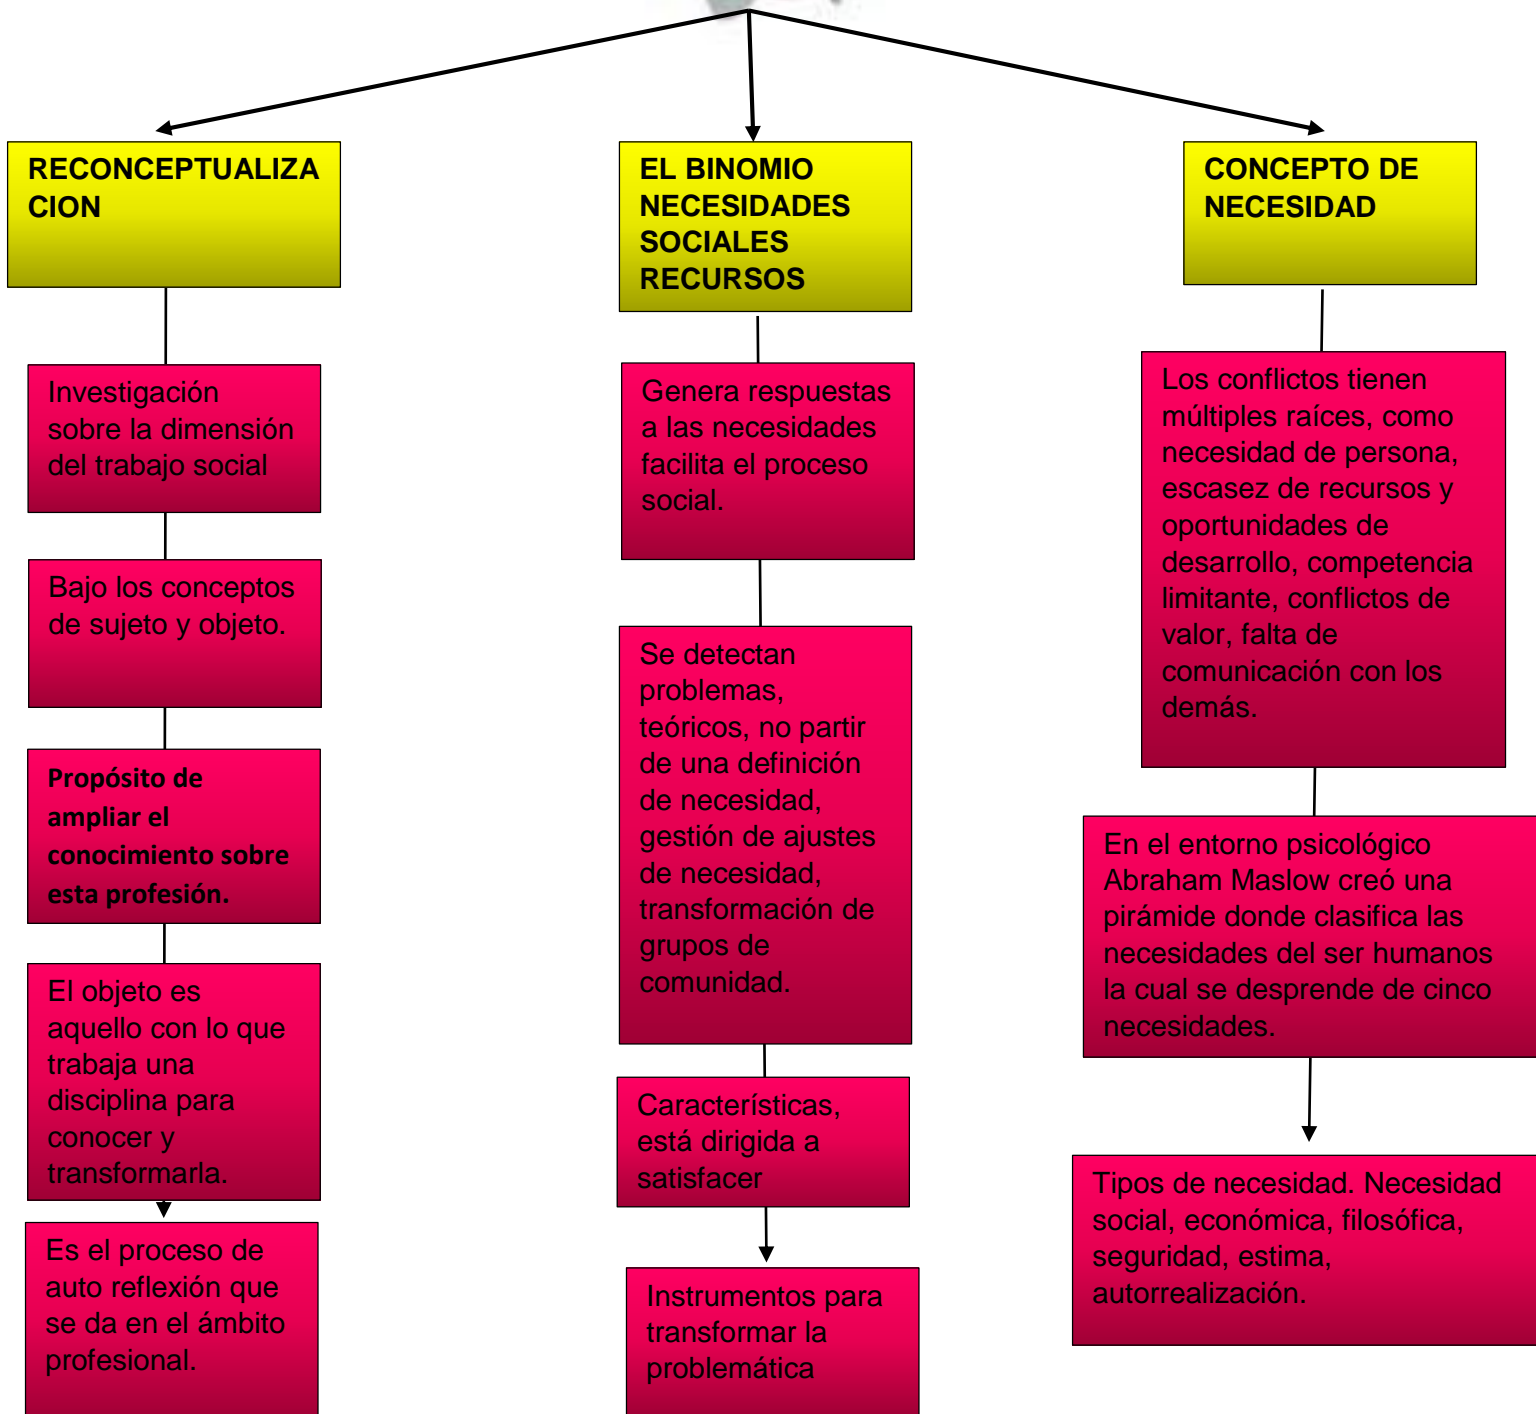 RECONCEPTUALIZA
CION
Investigación
sobre la dimensión
del trabajo social
Bajo los conceptos
de sujeto y objeto.
Propósito de
ampliar el
conocimiento sobre
esta profesión.
El objeto es
aquello con lo que
trabaja una
disciplina para
conocer y
transformarla.
Es el proceso de
auto reflexión que
se da en el ámbito
profesional.
EL BINOMIO
NECESIDADES
SOCIALES
RECURSOS
Genera respuestas
a las necesidades
facilita el proceso
social.
Se detectan
problemas,
teóricos, no partir
de una definición
de necesidad,
gestión de ajustes
de necesidad,
transformación de
grupos de
comunidad.
Características,
está dirigida a
satisfacer
Instrumentos para
transformar la
problemática
CONCEPTO DE
NECESIDAD
Los conflictos tienen
múltiples raíces, como
necesidad de persona,
escasez de recursos y
oportunidades de
desarrollo, competencia
limitante, conflictos de
valor, falta de
comunicación con los
demás.
En el entorno psicológico
Abraham Maslow creó una
pirámide donde clasifica las
necesidades del ser humanos
la cual se desprende de cinco
necesidades.
Tipos de necesidad. Necesidad
social, económica, filosófica,
seguridad, estima,
autorrealización.